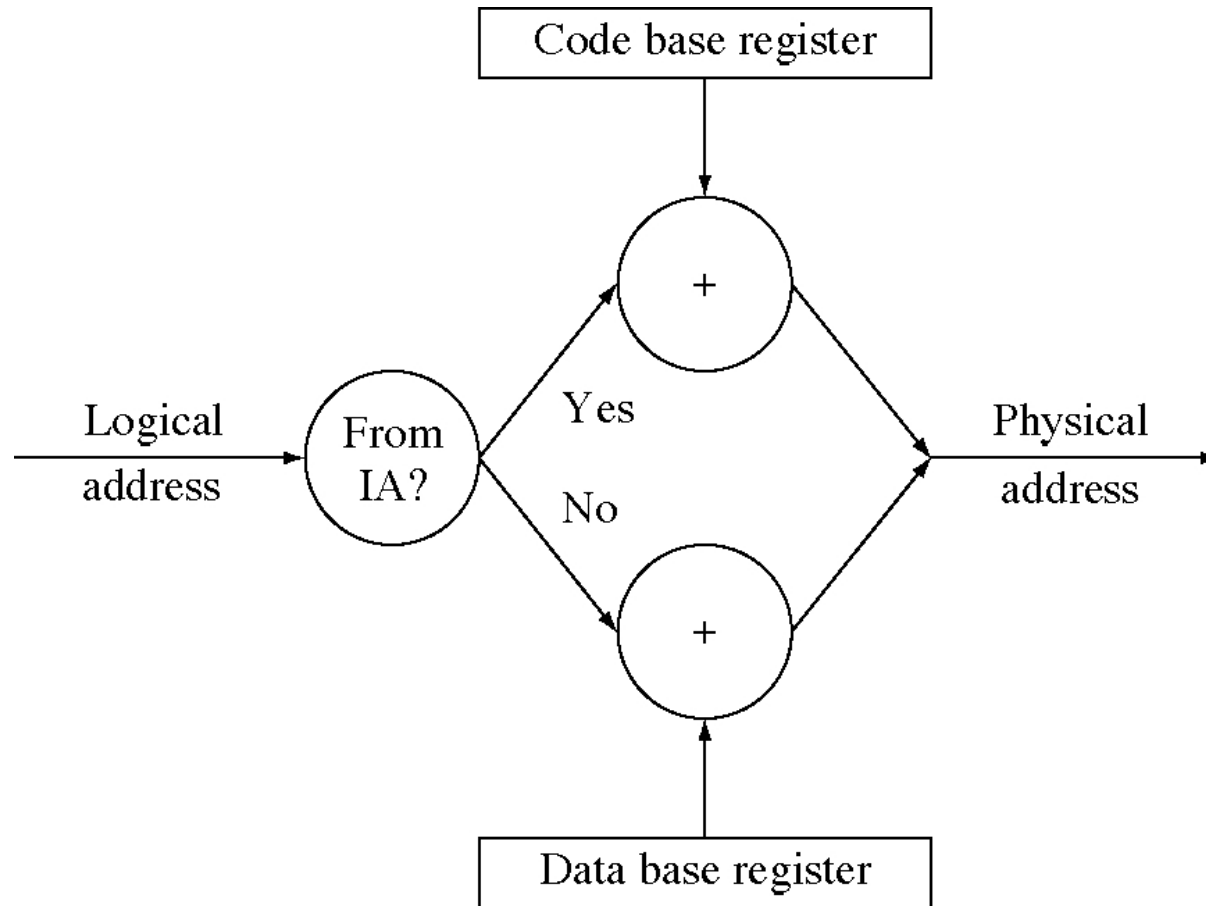 Code base register
+
Yes
Logical
address
From
IA?
Physical
address
No
+
Data base register